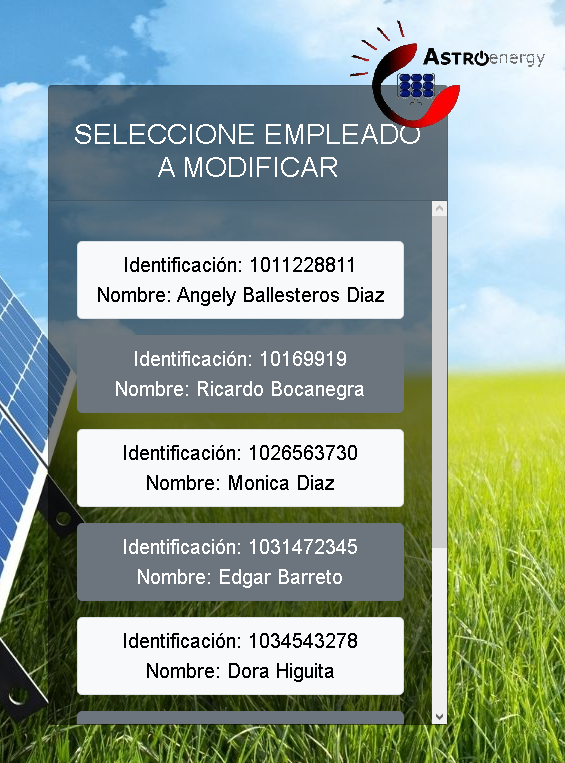 ASTROenergy
SELECCIONE EMPLEADO
A MODIFICAR
Identificación: 1011228811
Nombre: Angely Ballesteros Diaz
Identificación: 10169919
Nombre: Ricardo Bocanegra
Identificación: 1026563730
Nombre: Monica Diaz
Identificación: 1031472345
Nombre: Edgar Barreto
Identificación: 1034543278
Nombre: Dora Higuita